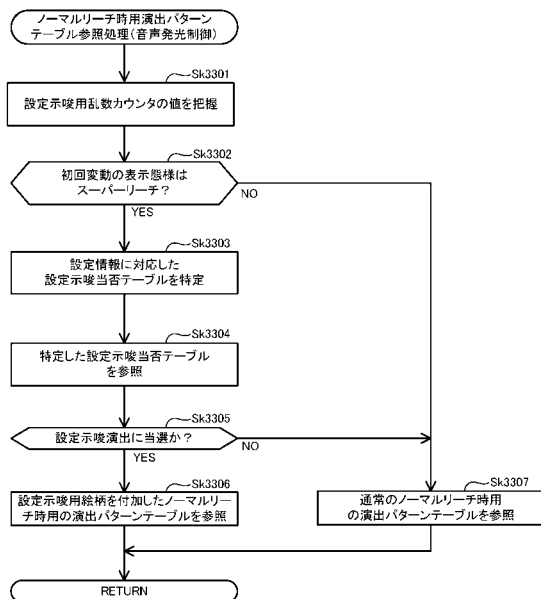 ノーマルリーチ時用演出パターン
テーブル参照処理(音声発光制御)
Sk3301
設定示唆用乱数カウンタの値を把握
Sk3302
初回変動の表示態様は
スーパーリーチ?
NO
YES
Sk3303
設定情報に対応した
設定示唆当否テーブルを特定
Sk3304
特定した設定示唆当否テーブル
を参照
Sk3305
設定示唆演出に当選か?
NO
YES
Sk3306
設定示唆用絵柄を付加したノーマルリー
チ時用の演出パターンテーブルを参照
Sk3307
通常のノーマルリーチ時用
の演出パターンテーブルを参照
RETURN